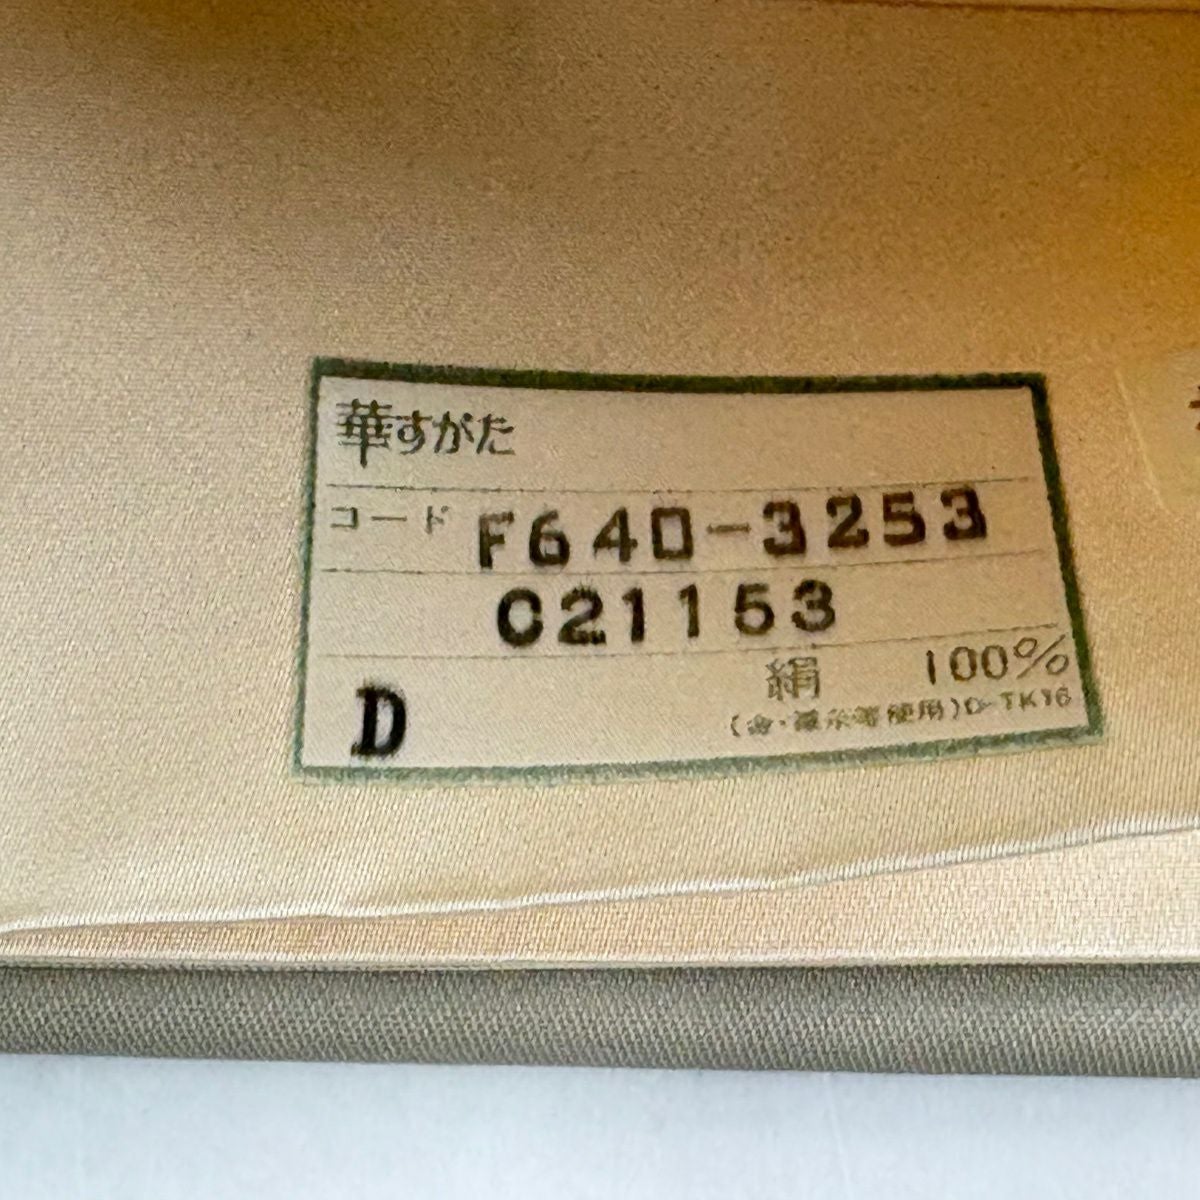 華すがた
コード F640-3253
C21153
絹 100%
D